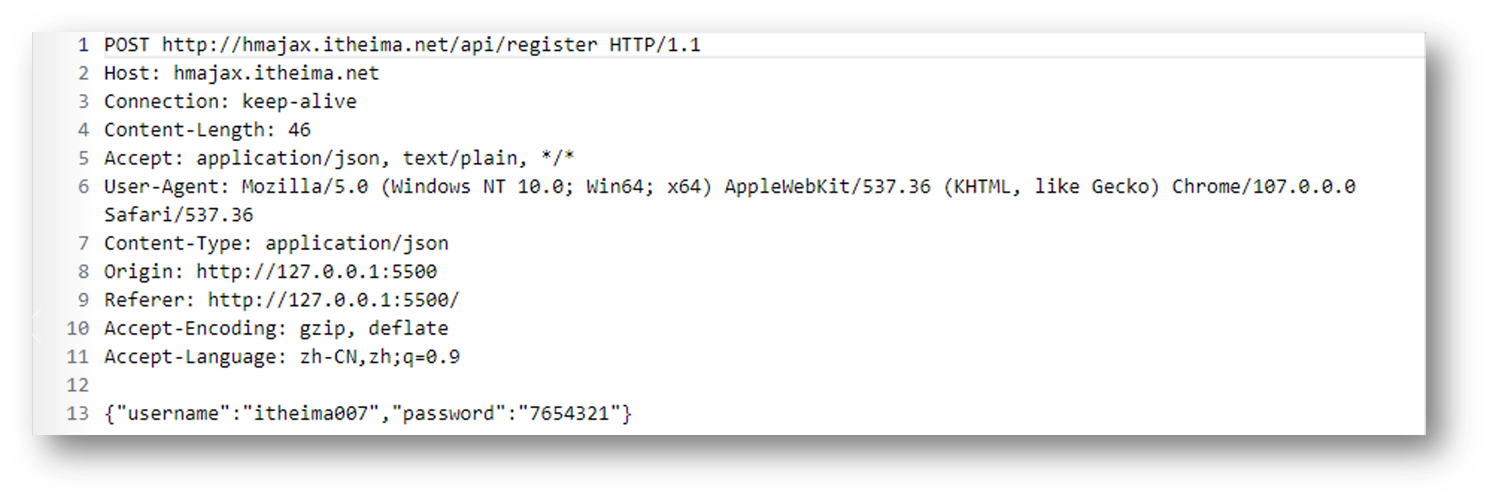 1 POST http://hmajax.itheima.net/api/register HTTP/1.1
2 Host: hmajax.itheima.net
3 Connection: keep-alive
4 Content-Length: 46
5 Accept: application/json, text/plain, */*
6 User-Agent: Mozilla/5.0 (Windows NT 10.0; Win64; x64) AppleWebKit/537.36 (KHTML, like Gecko) Chrome/107.0.0.0
Safari/537.36
7 Content-Type: application/json
8 Origin: http://127.0.0.1:5500
9 Referer: http://127.0.0.1:5500/
10 Accept-Encoding: gzip, deflate
11 Accept-Language: zh-CN,zh;q=0.9
12
13 {"username":"itheima007","password":"7654321"}